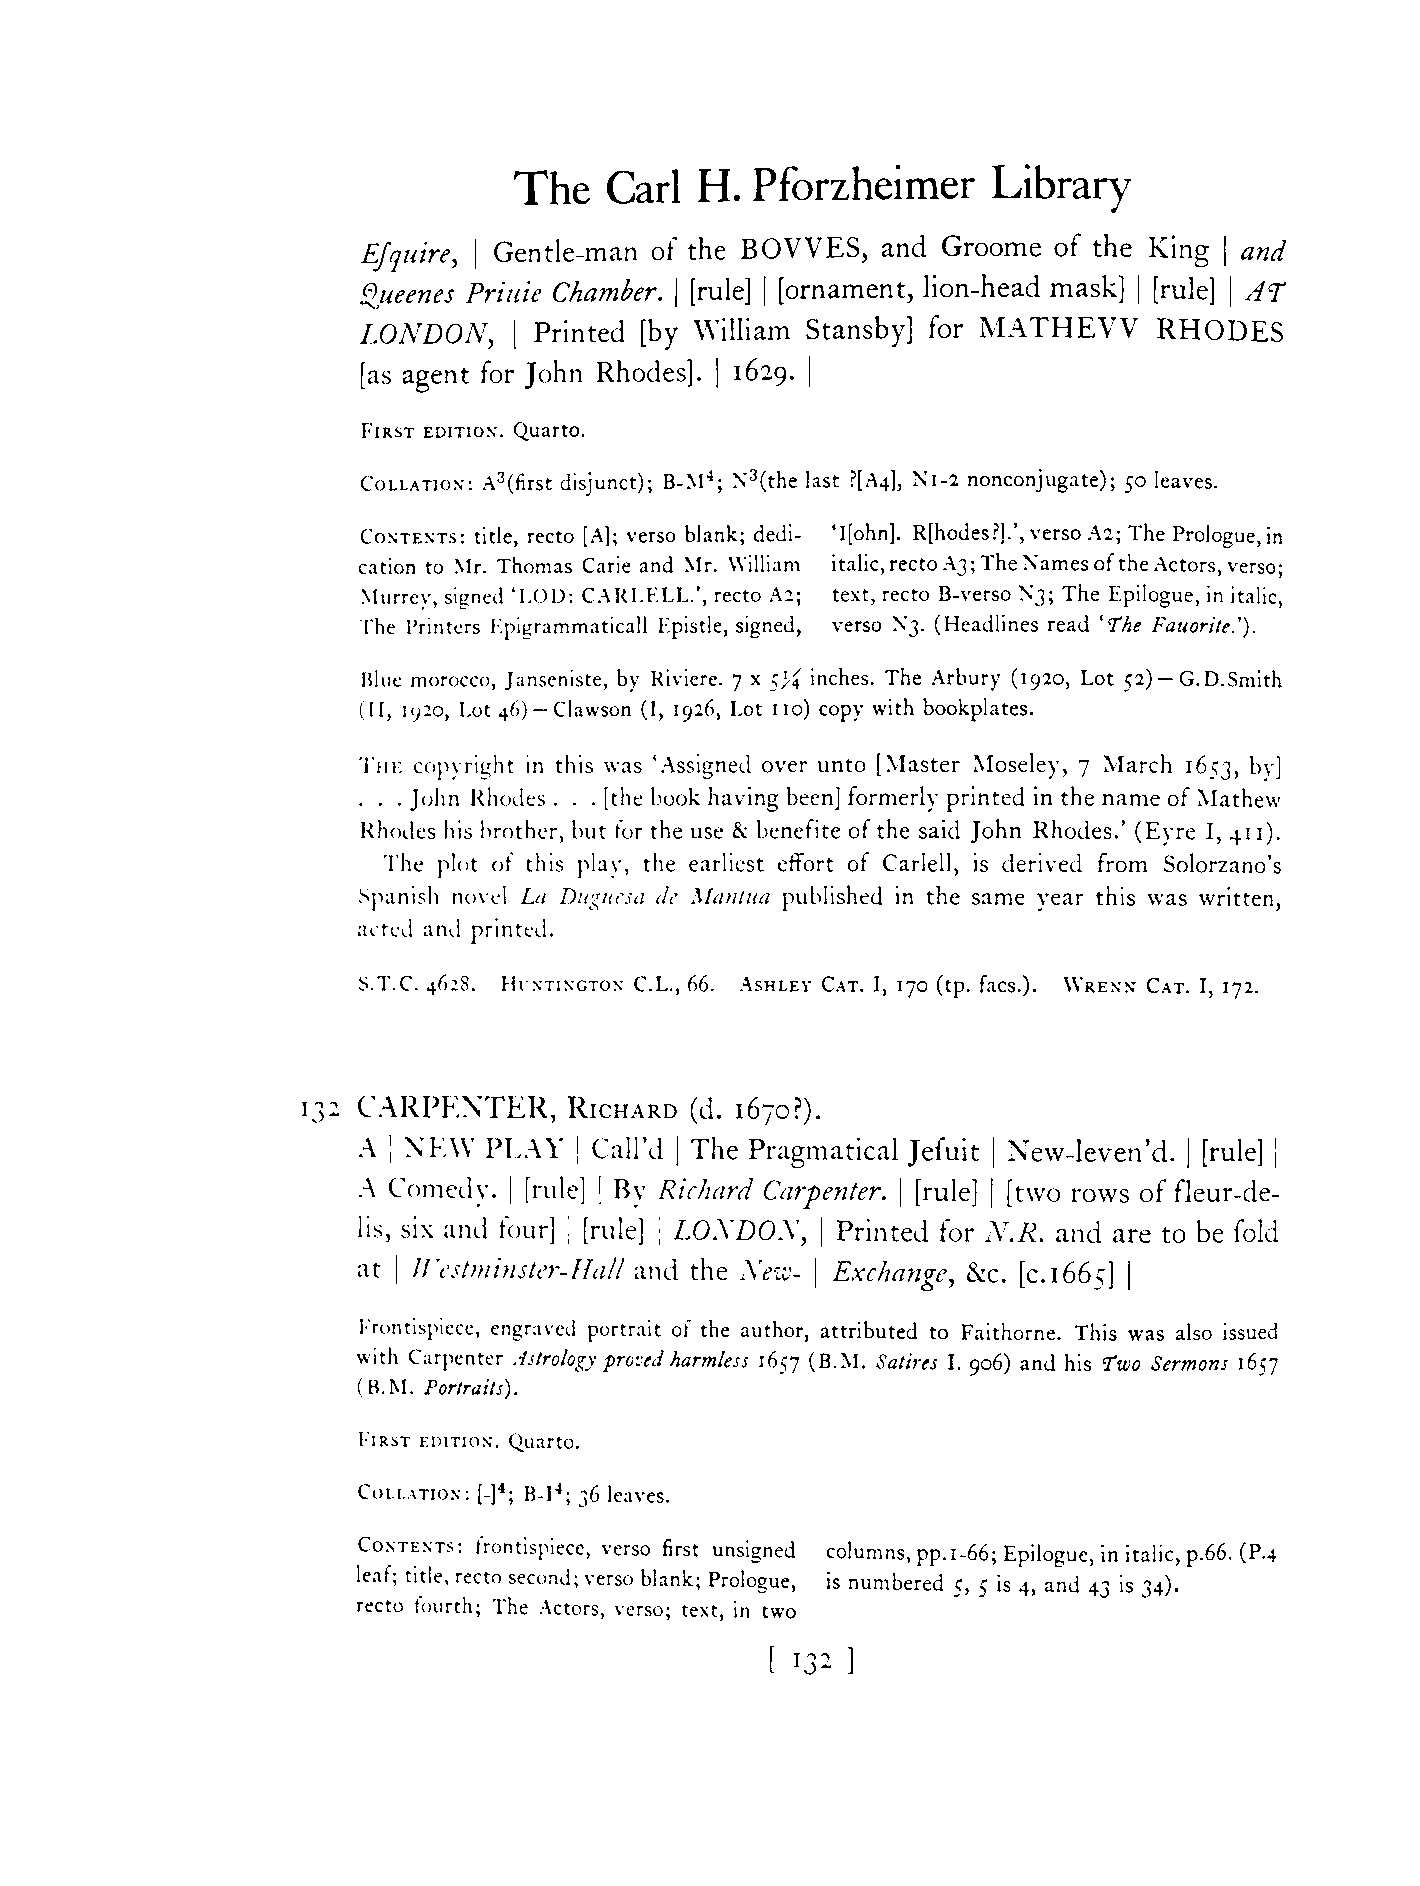 The Carl H. Pforzheimer Library
Eſquire, | Gentle-man of the BOVVES, and Groome of the King | and
Queenes Priuie Chamber. | [rule] | [ornament, lion-head mask] | [rule] | AT
LONDON, | Printed [by William Stansby] for MATHEVV RHODES
[as agent for John Rhodes]. | 1629. |
FIRST EDITION. Quarto.
COLLATION: A³(first disjunct); B-M⁴; N³(the last ?[A4], N1-2 nonconjugate); 50 leaves.
CONTENTS: title, recto [A]; verso blank; dedi-
cation to Mr. Thomas Carie and Mr. William
Murrey, signed 'LOD: CARLELL.', recto A2;
The Printers Epigrammaticall Epistle, signed,
'I[ohn]. R[hodes?].', verso A2; The Prologue, in
italic, recto A3; The Names of the Actors, verso;
text, recto B-verso N3; The Epilogue, in italic,
verso N3. (Headlines read 'The Fauorite.').
Blue morocco, Janseniste, by Riviere. 7 x 5¼ inches. The Arbury (1920, Lot 52)—G.D.Smith
(II, 1920, Lot 46)—Clawson (I, 1926, Lot 110) copy with bookplates.
THE copyright in this was 'Assigned over unto [Master Moseley, 7 March 1653, by]
. . . John Rhodes . . . [the book having been] formerly printed in the name of Mathew
Rhodes his brother, but for the use & benefite of the said John Rhodes.' (Eyre I, 411).
The plot of this play, the earliest effort of Carlell, is derived from Solorzano's
Spanish novel La Duguesa de Mantua published in the same year this was written,
acted and printed.
S.T.C. 4628. HUNTINGTON C.L., 66. ASHLEY CAT. I, 170 (tp. facs.). WRENN CAT. I, 172.
132 CARPENTER, RICHARD (d. 1670?).
A | NEW PLAY | Call'd | The Pragmatical Jeſuit | New-leven'd. | [rule] |
A Comedy. | [rule] | By Richard Carpenter. | [rule] | [two rows of fleur-de-
lis, six and four] | [rule] | LONDON, | Printed for N.R. and are to be ſold
at | Westminster-Hall and the New- | Exchange, &c. [c.1665] |
Frontispiece, engraved portrait of the author, attributed to Faithorne. This was also issued
with Carpenter Astrology proved harmless 1657 (B.M. Satires I. 906) and his Two Sermons 1657
(B.M. Portraits).
FIRST EDITION. Quarto.
COLLATION: [-]⁴; B-I⁴; 36 leaves.
CONTENTS: frontispiece, verso first unsigned
leaf; title, recto second; verso blank; Prologue,
recto fourth; The Actors, verso; text, in two
columns, pp.1-66; Epilogue, in italic, p.66. (P.4
is numbered 5, 5 is 4, and 43 is 34).
[ 132 ]